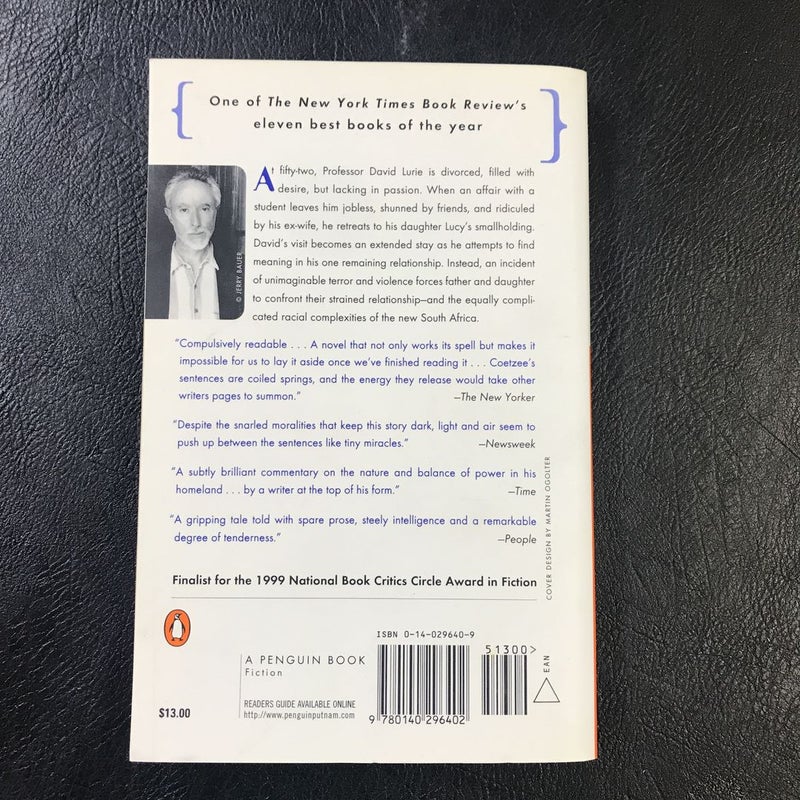 One of The New York Times Book Review's
eleven best books of the year
At fifty-two, Professor David Lurie is divorced, filled with
desire, but lacking in passion. When an affair with a
student leaves him jobless, shunned by friends, and ridiculed
by his ex-wife, he retreats to his daughter Lucy's smallholding.
David's visit becomes an extended stay as he attempts to find
meaning in his one remaining relationship. Instead, an incident
of unimaginable terror and violence forces father and daughter
to confront their strained relationship—and the equally compli-
cated racial complexities of the new South Africa.
© JERRY BAUER
"Compulsively readable . . . A novel that not only works its spell but makes it
impossible for us to lay it aside once we've finished reading it . . . Coetzee's
sentences are coiled springs, and the energy they release would take other
writers pages to summon." —The New Yorker
"Despite the snarled moralities that keep this story dark, light and air seem to
push up between the sentences like tiny miracles." —Newsweek
"A subtly brilliant commentary on the nature and balance of power in his
homeland . . . by a writer at the top of his form." —Time
"A gripping tale told with spare prose, steely intelligence and a remarkable
degree of tenderness." —People
COVER DESIGN BY MARTIN OGOLTER
Finalist for the 1999 National Book Critics Circle Award in Fiction
A PENGUIN BOOK
Fiction
READERS GUIDE AVAILABLE ONLINE
http://www.penguinputnam.com
$13.00
ISBN 0-14-029640-9
51300>
9 780140 296402
EAN